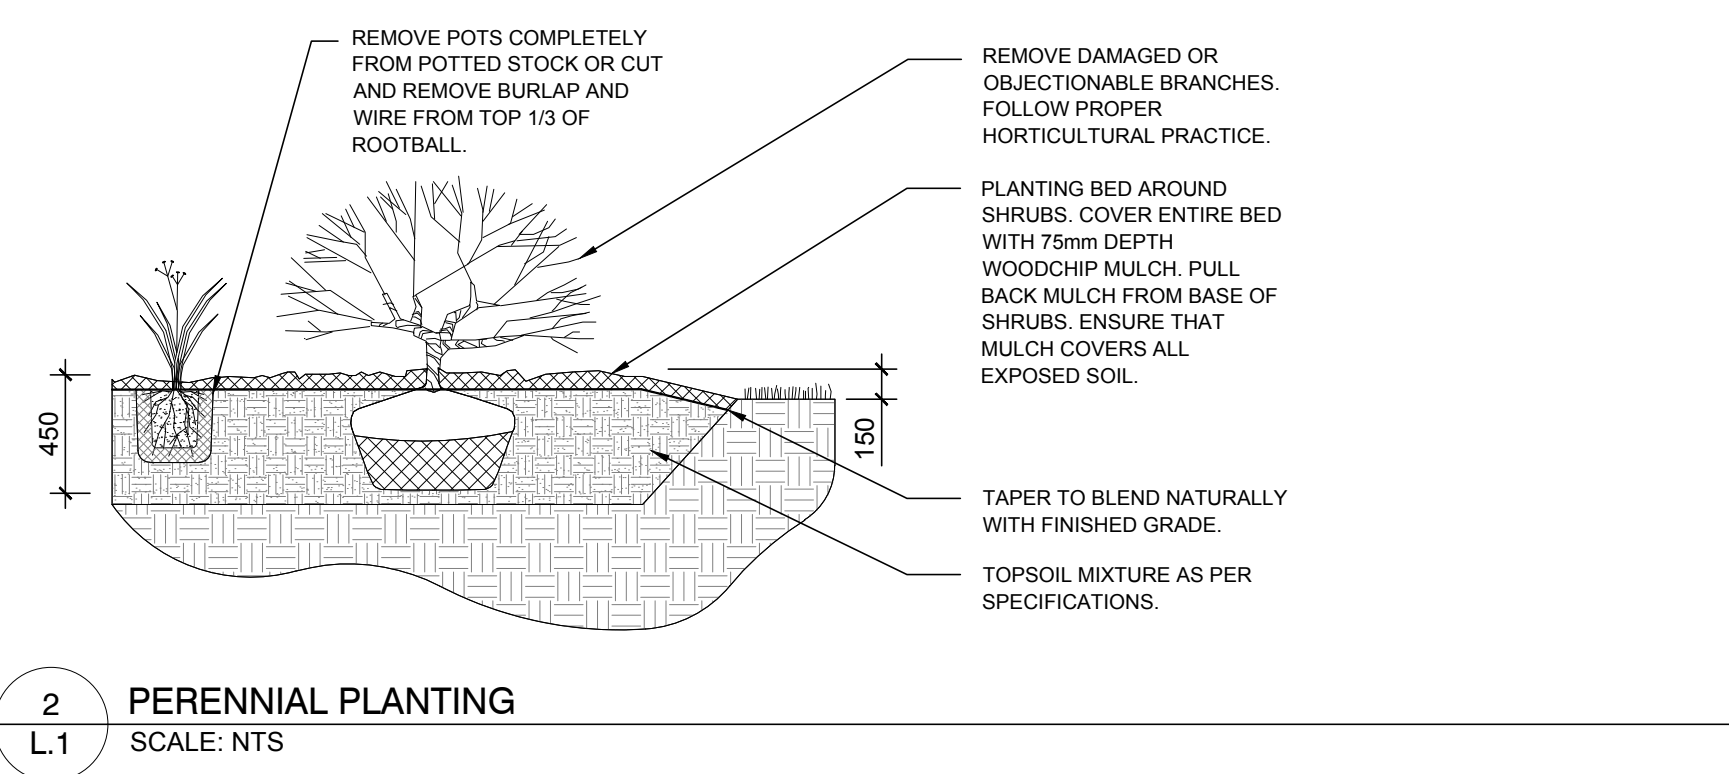 REMOVE POTS COMPLETELY
FROM POTTED STOCK OR CUT
AND REMOVE BURLAP AND
WIRE FROM TOP 1/3 OF
ROOTBALL.
REMOVE DAMAGED OR
OBJECTIONABLE BRANCHES.
FOLLOW PROPER
HORTICULTURAL PRACTICE.
PLANTING BED AROUND
SHRUBS. COVER ENTIRE BED
WITH 75mm DEPTH
WOODCHIP MULCH. PULL
BACK MULCH FROM BASE OF
SHRUBS. ENSURE THAT
MULCH COVERS ALL
EXPOSED SOIL.
450
150
TAPER TO BLEND NATURALLY
WITH FINISHED GRADE.
TOPSOIL MIXTURE AS PER
SPECIFICATIONS.
2
PERENNIAL PLANTING
L.1
SCALE: NTS